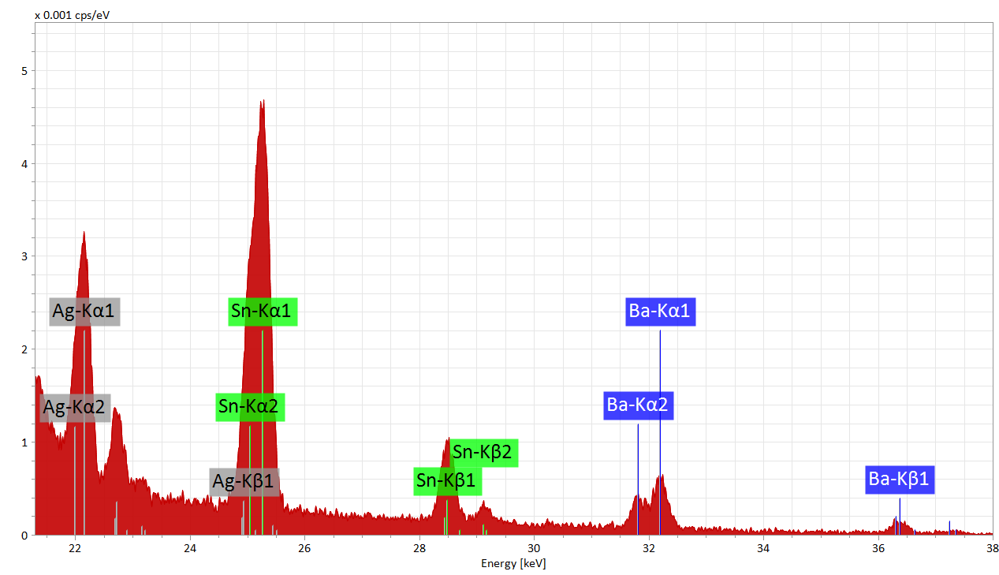 x 0.001 cps/eV
5
4
3
2
1
0
Ag-Kα1
Sn-Kα1
Ba-Kα1
Ag-Kα2
Sn-Kα2
Ba-Kα2
Sn-Kβ2
Ag-Kβ1
Sn-Kβ1
Ba-Kβ1
22 24 26 28 30 32 34 36 38
Energy [keV]